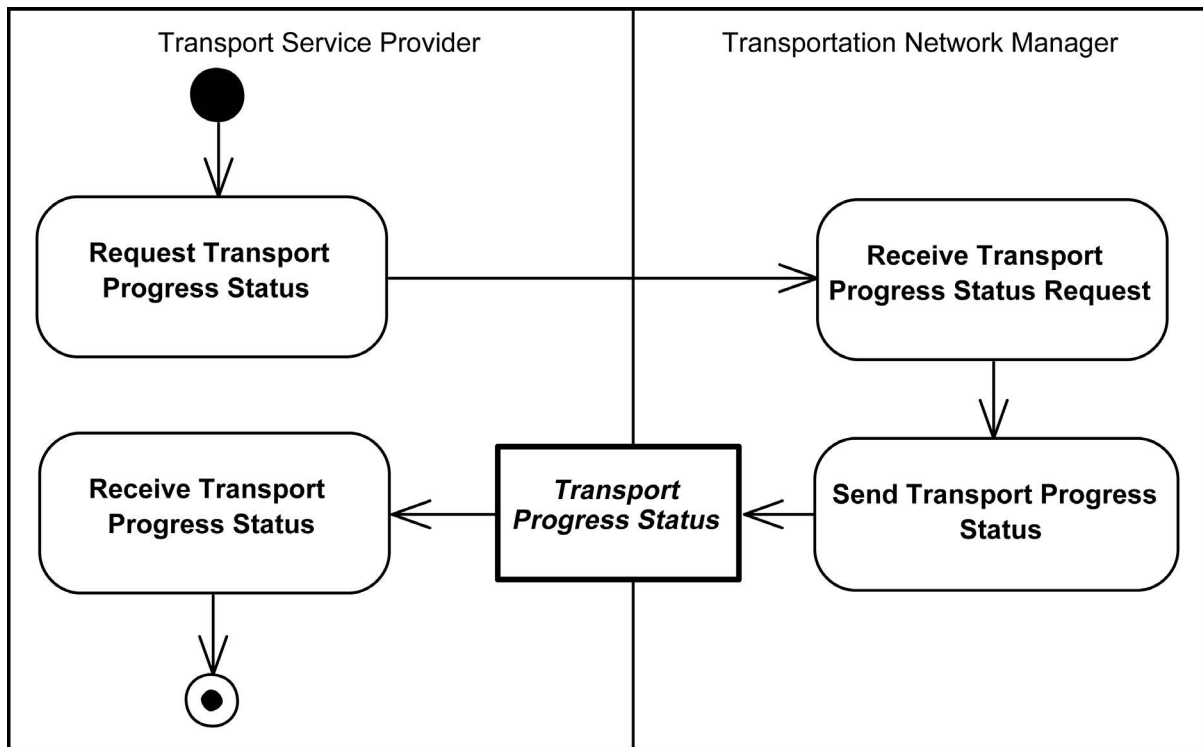 Transport Service Provider
Transportation Network Manager
Request Transport
Progress Status
Receive Transport
Progress Status Request
Receive Transport
Progress Status
Transport
Progress Status
Send Transport Progress
Status